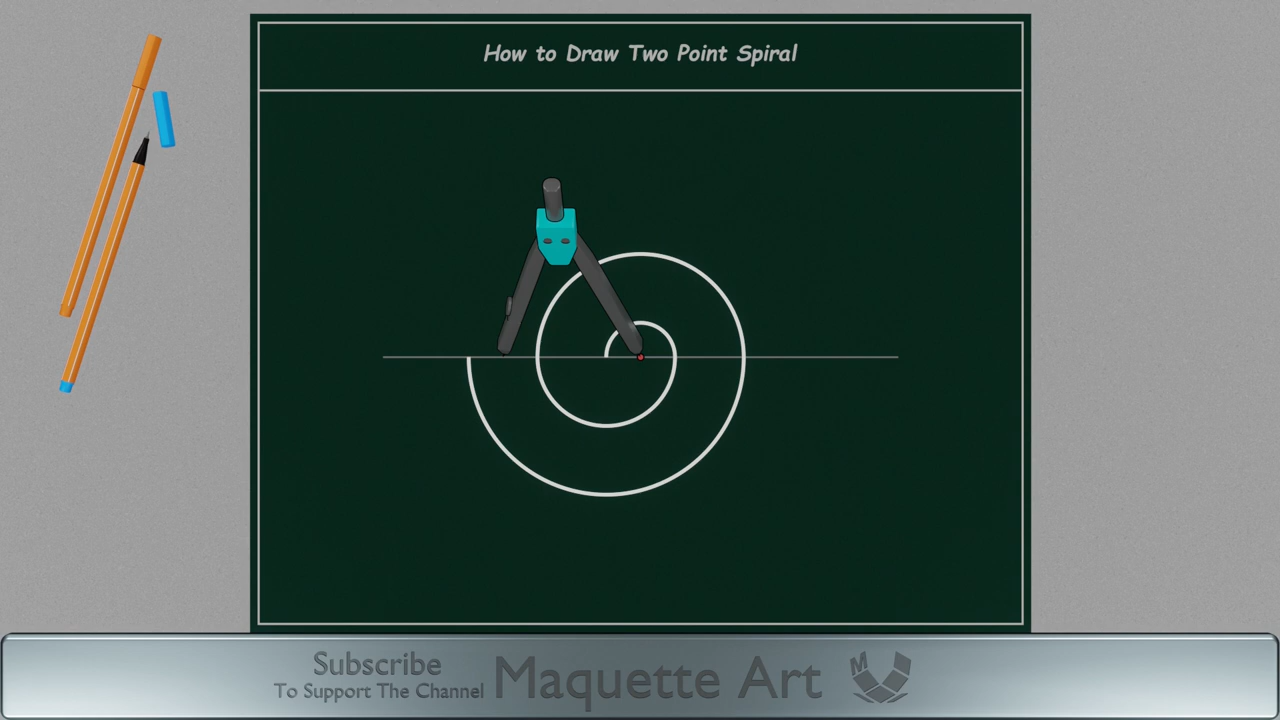 How to Draw Two Point Spiral
Subscribe
To Support The Channel
Maquette Art
M